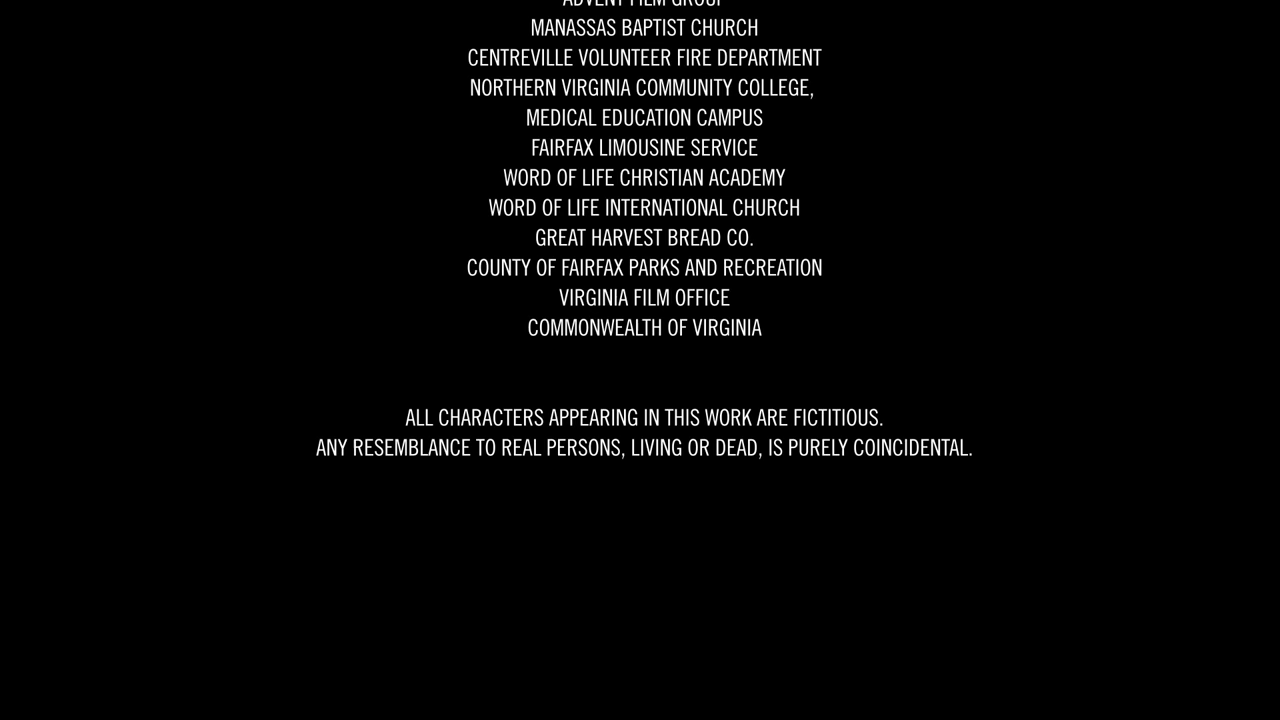 ADVENT FILM GROUP
MANASSAS BAPTIST CHURCH
CENTREVILLE VOLUNTEER FIRE DEPARTMENT
NORTHERN VIRGINIA COMMUNITY COLLEGE,
MEDICAL EDUCATION CAMPUS
FAIRFAX LIMOUSINE SERVICE
WORD OF LIFE CHRISTIAN ACADEMY
WORD OF LIFE INTERNATIONAL CHURCH
GREAT HARVEST BREAD CO.
COUNTY OF FAIRFAX PARKS AND RECREATION
VIRGINIA FILM OFFICE
COMMONWEALTH OF VIRGINIA
ALL CHARACTERS APPEARING IN THIS WORK ARE FICTITIOUS.
ANY RESEMBLANCE TO REAL PERSONS, LIVING OR DEAD, IS PURELY COINCIDENTAL.